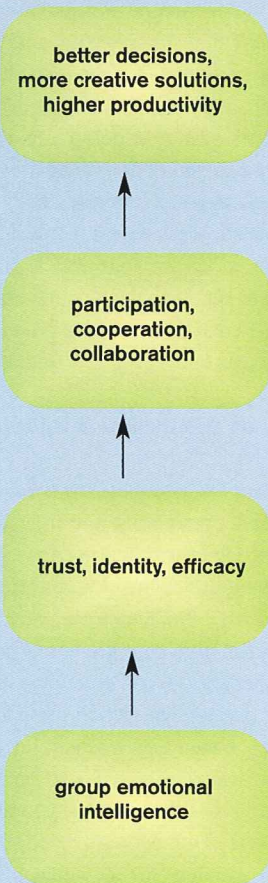 better decisions,
more creative solutions,
higher productivity
participation,
cooperation,
collaboration
trust, identity, efficacy
group emotional
intelligence